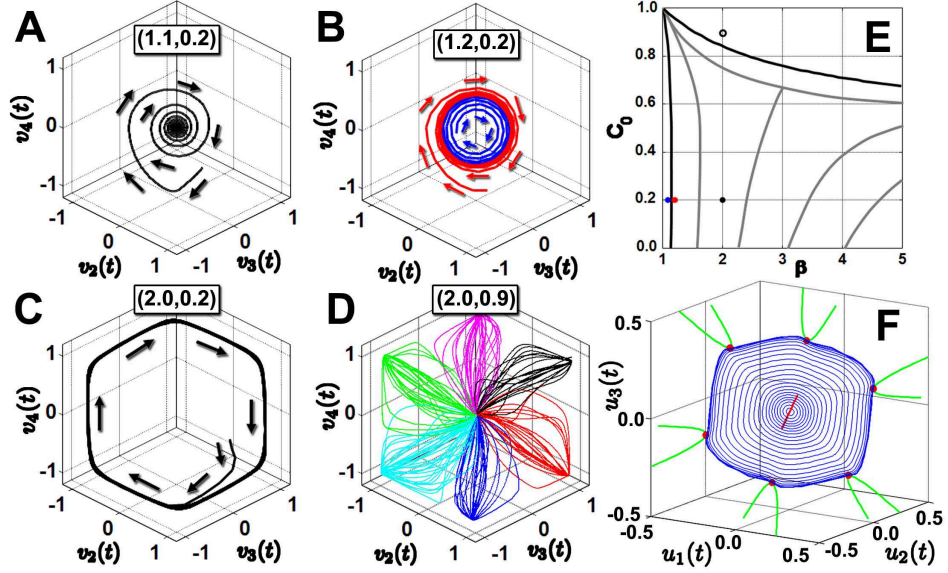 A
(1.1,0.2)
v4(t)
1
0
-1
-1
0
1
v2(t)
-1
0
1
v3(t)
B
(1.2,0.2)
v4(t)
1
0
-1
-1
0
1
v2(t)
-1
0
1
v3(t)
E
C0
1.0
0.8
0.6
0.4
0.2
0.0
1
2
3
4
5
β
C
(2.0,0.2)
v4(t)
1
0
-1
-1
0
1
v2(t)
-1
0
1
v3(t)
D
(2.0,0.9)
v4(t)
1
0
-1
-1
0
1
v2(t)
-1
0
1
v3(t)
F
u3(t)
0.5
0.0
-0.5
-0.5
0.0
0.5
u1(t)
-0.5
0.0
0.5
u2(t)